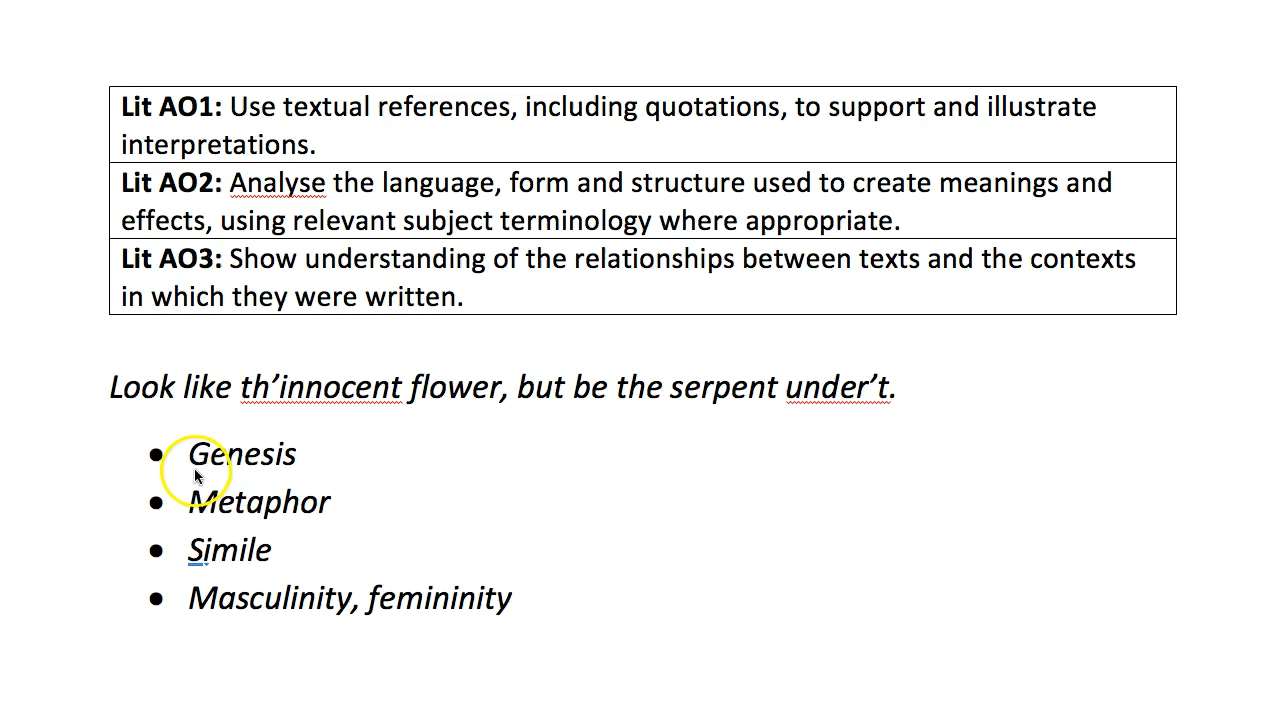 Lit AO1: Use textual references, including quotations, to support and illustrate
interpretations.
Lit AO2: Analyse the language, form and structure used to create meanings and
effects, using relevant subject terminology where appropriate.
Lit AO3: Show understanding of the relationships between texts and the contexts
in which they were written.
Look like th’innocent flower, but be the serpent under’t.
• Genesis
• Metaphor
• Simile
• Masculinity, femininity